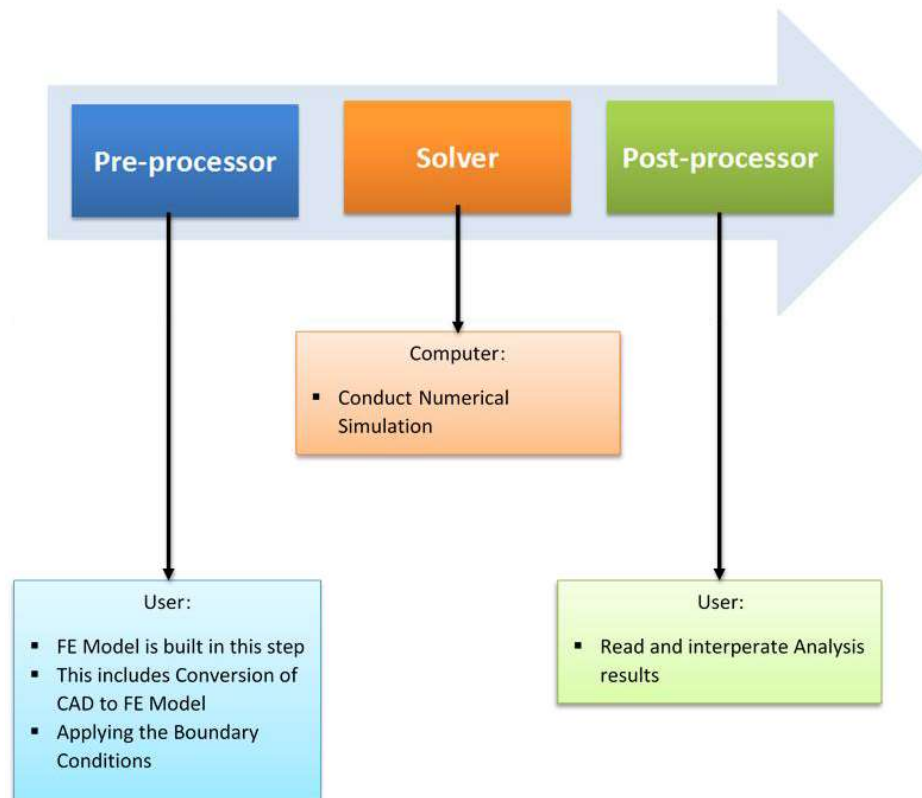 Pre-processor
Solver
Post-processor
Computer:
▪ Conduct Numerical
Simulation
User:
▪ FE Model is built in this step
▪ This includes Conversion of
CAD to FE Model
▪ Applying the Boundary
Conditions
User:
▪ Read and interperate Analysis
results